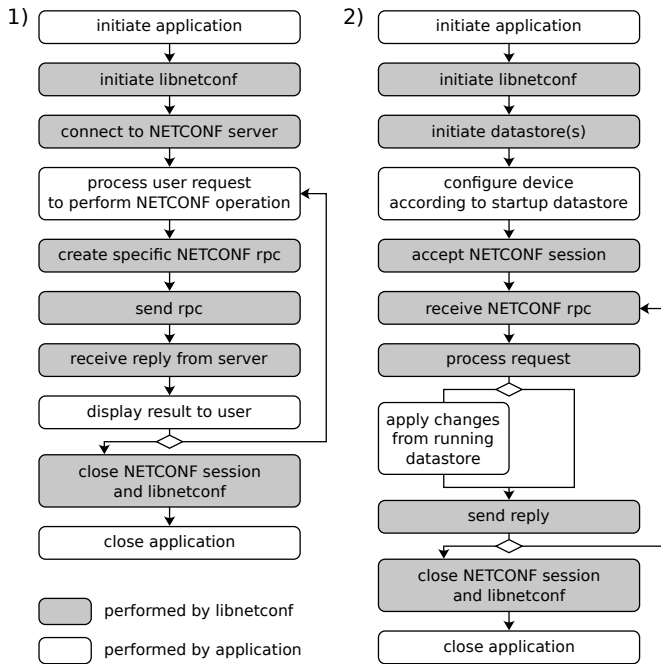 1)
initiate application
initiate libnetconf
connect to NETCONF server
process user request
to perform NETCONF operation
create specific NETCONF rpc
send rpc
receive reply from server
display result to user
close NETCONF session
and libnetconf
close application
performed by libnetconf
performed by application
2)
initiate application
initiate libnetconf
initiate datastore(s)
configure device
according to startup datastore
accept NETCONF session
receive NETCONF rpc
process request
apply changes
from running
datastore
send reply
close NETCONF session
and libnetconf
close application